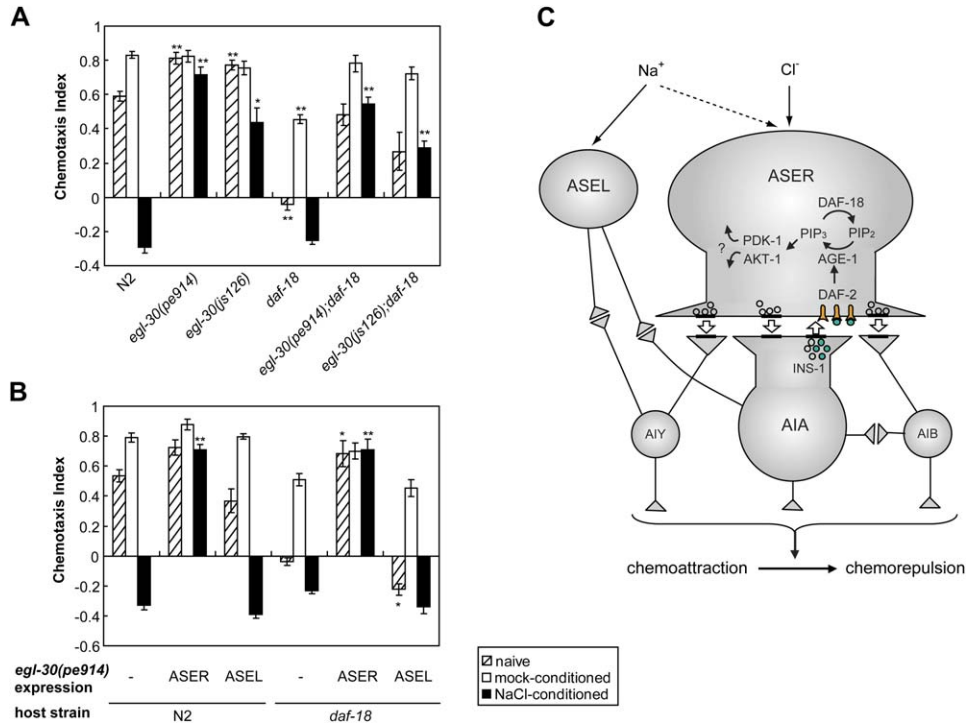 A
Chemotaxis Index
1
0.8
0.6
0.4
0.2
0
-0.2
-0.4
** ** ** * ** ** ** **
N2
egl-30(pe914)
egl-30(js126)
daf-18
egl-30(pe914);daf-18
egl-30(js126);daf-18
B
Chemotaxis Index
1
0.8
0.6
0.4
0.2
0
-0.2
-0.4
-0.6
** * ** *
egl-30(pe914) expression - ASER ASEL - ASER ASEL
host strain N2 daf-18
naive
mock-conditioned
NaCl-conditioned
C
Na+ Cl-
ASEL
ASER
DAF-18
PIP3 PIP2
PDK-1
?
AKT-1
AGE-1
DAF-2
INS-1
AIY
AIA
AIB
chemoattraction chemorepulsion